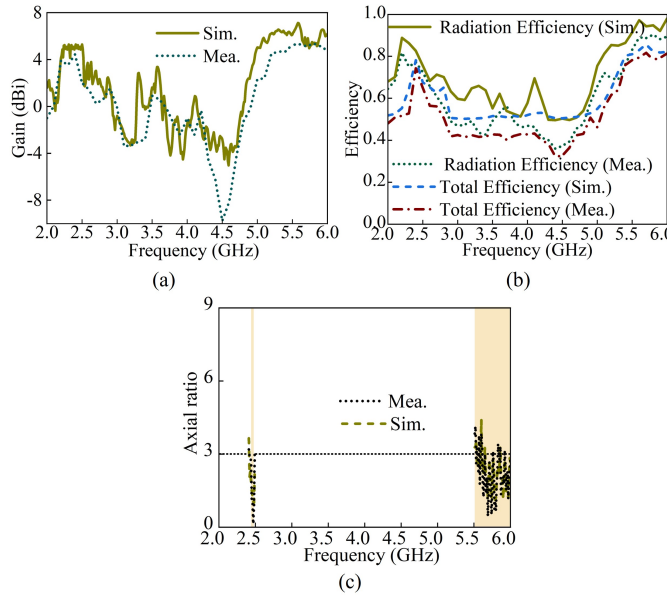 8
4
0
-4
-8
Gain (dBi)
Sim.
Mea.
2.0 2.5 3.0 3.5 4.0 4.5 5.0 5.5 6.0
Frequency (GHz)
(a)
1.0
0.8
0.6
0.4
0.2
0.0
Efficiency
Radiation Efficiency (Sim.)
Radiation Efficiency (Mea.)
Total Efficiency (Sim.)
Total Efficiency (Mea.)
2.0 2.5 3.0 3.5 4.0 4.5 5.0 5.5 6.0
Frequency (GHz)
(b)
9
6
3
0
Axial ratio
Mea.
Sim.
2.0 2.5 3.0 3.5 4.0 4.5 5.0 5.5 6.0
Frequency (GHz)
(c)